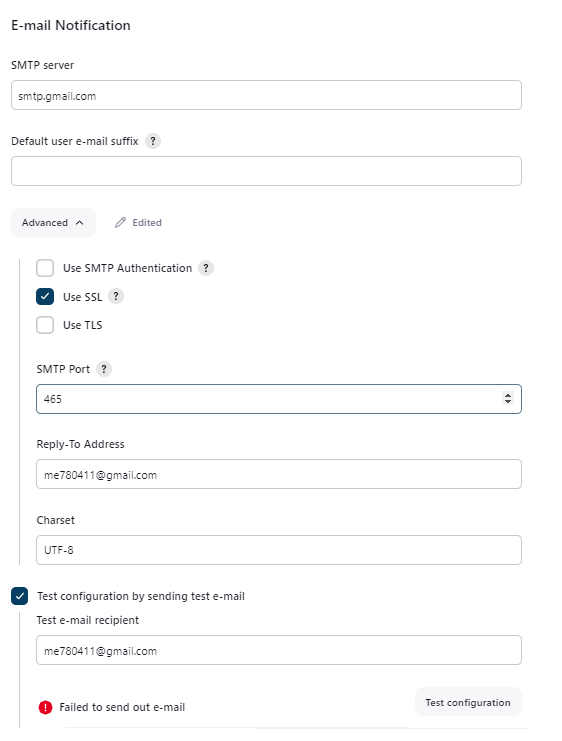 E-mail Notification
SMTP server
smtp.gmail.com
Default user e-mail suffix ?
Advanced Edited
Use SMTP Authentication ?
Use SSL ?
Use TLS
SMTP Port ?
465
Reply-To Address
me780411@gmail.com
Charset
UTF-8
Test configuration by sending test e-mail
Test e-mail recipient
me780411@gmail.com
Failed to send out e-mail Test configuration